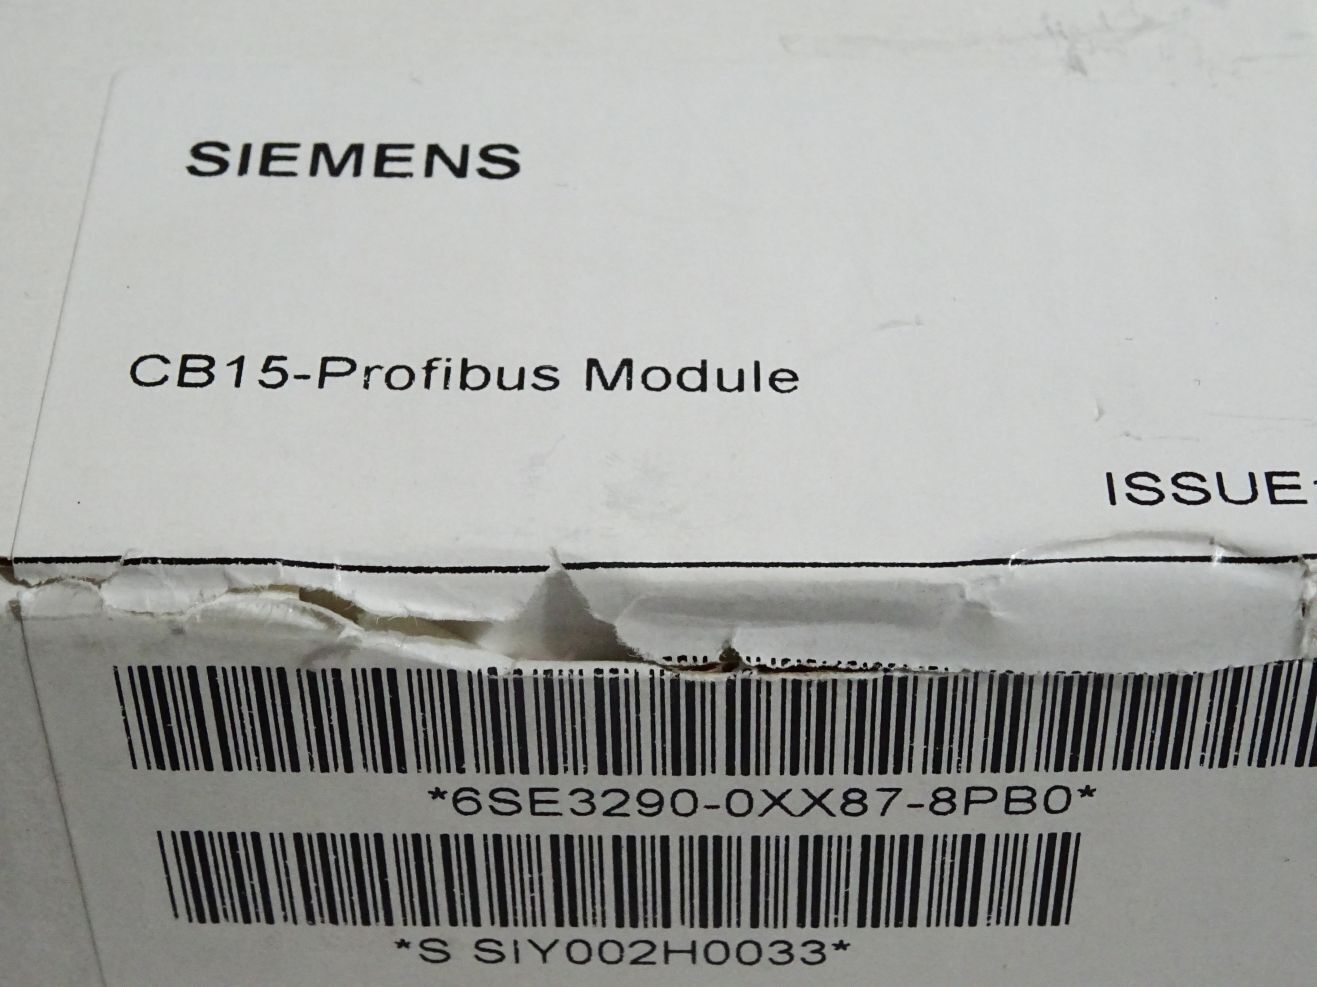 SIEMENS
CB15-Profibus Module
ISSUE
*6SE3290-0XX87-8PB0*
*S SIY002H0033*